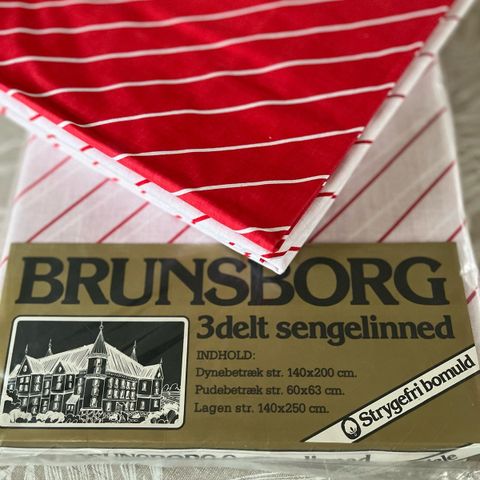 BRUNSBORG
3delt sengelinned
INDHOLD:
Dynebetræk str. 140x200 cm.
Pudebetræk str. 60x63 cm.
Lagen str. 140x250 cm.
Strygefri bomuld